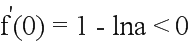 f'(0) = 1 - lna < 0